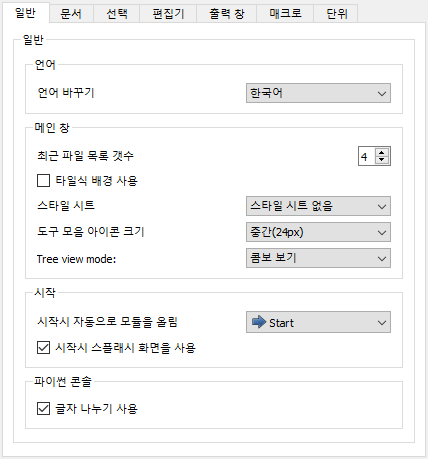 일반 문서 선택 편집기 출력 창 매크로 단위
일반
언어
언어 바꾸기 한국어
메인 창
최근 파일 목록 갯수 4
타일식 배경 사용
스타일 시트 스타일 시트 없음
도구 모음 아이콘 크기 중간(24px)
Tree view mode: 콤보 보기
시작
시작시 자동으로 모듈을 올림 Start
시작시 스플래시 화면을 사용
파이썬 콘솔
글자 나누기 사용